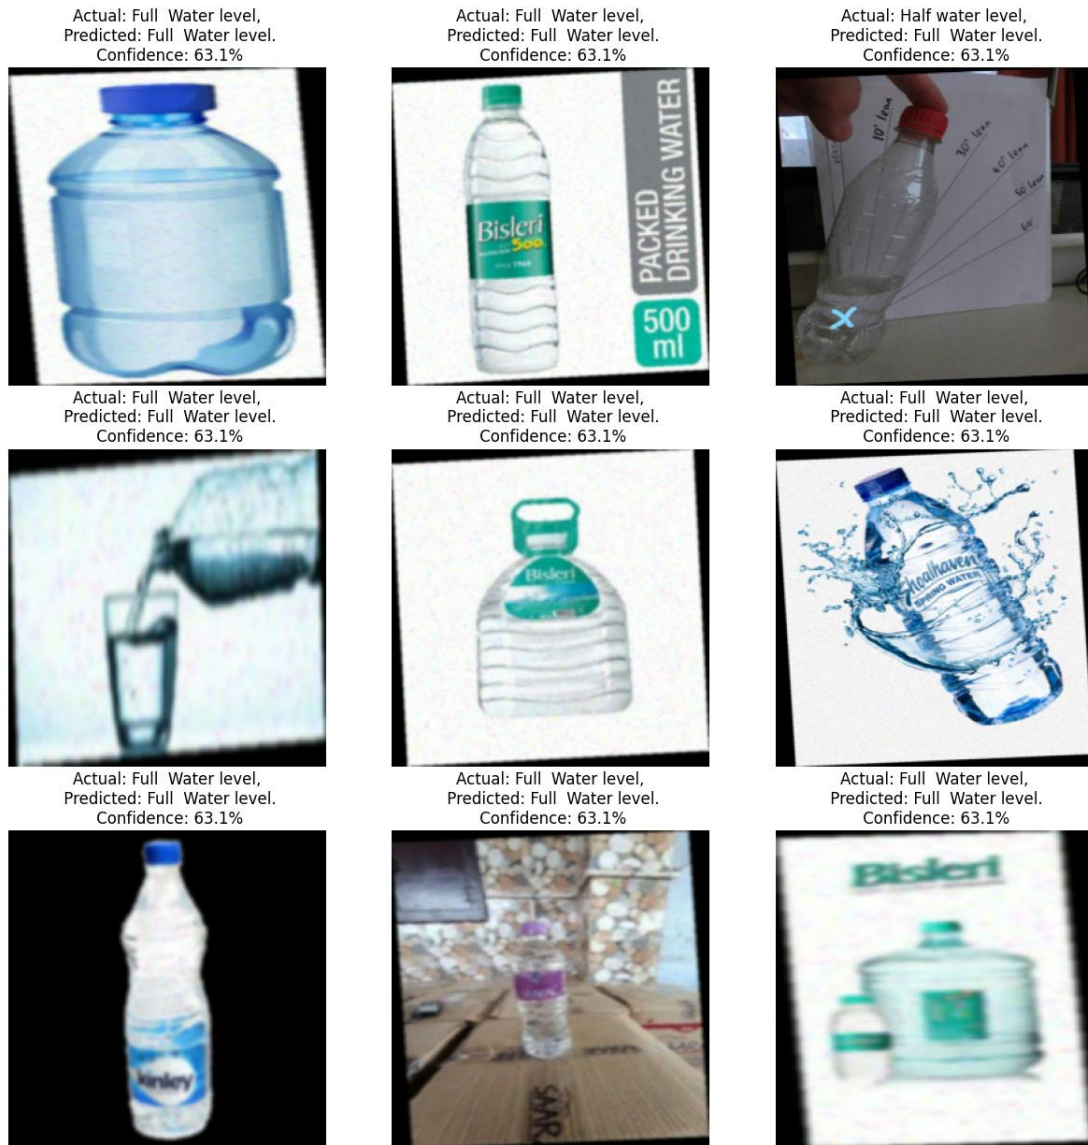 Actual: Full  Water level,
Predicted: Full  Water level.
Confidence: 63.1%
Actual: Full  Water level,
Predicted: Full  Water level.
Confidence: 63.1%
Actual: Half water level,
Predicted: Full  Water level.
Confidence: 63.1%
Bisleri
500
PACKED
DRINKING WATER
500
ml
10° lean
30° lean
40° lean
50° lean
60°
Actual: Full  Water level,
Predicted: Full  Water level.
Confidence: 63.1%
Actual: Full  Water level,
Predicted: Full  Water level.
Confidence: 63.1%
Actual: Full  Water level,
Predicted: Full  Water level.
Confidence: 63.1%
Bisleri
Shoalhaven
SPRING WATER
Actual: Full  Water level,
Predicted: Full  Water level.
Confidence: 63.1%
Actual: Full  Water level,
Predicted: Full  Water level.
Confidence: 63.1%
Actual: Full  Water level,
Predicted: Full  Water level.
Confidence: 63.1%
kinley
SAAR
Bisleri